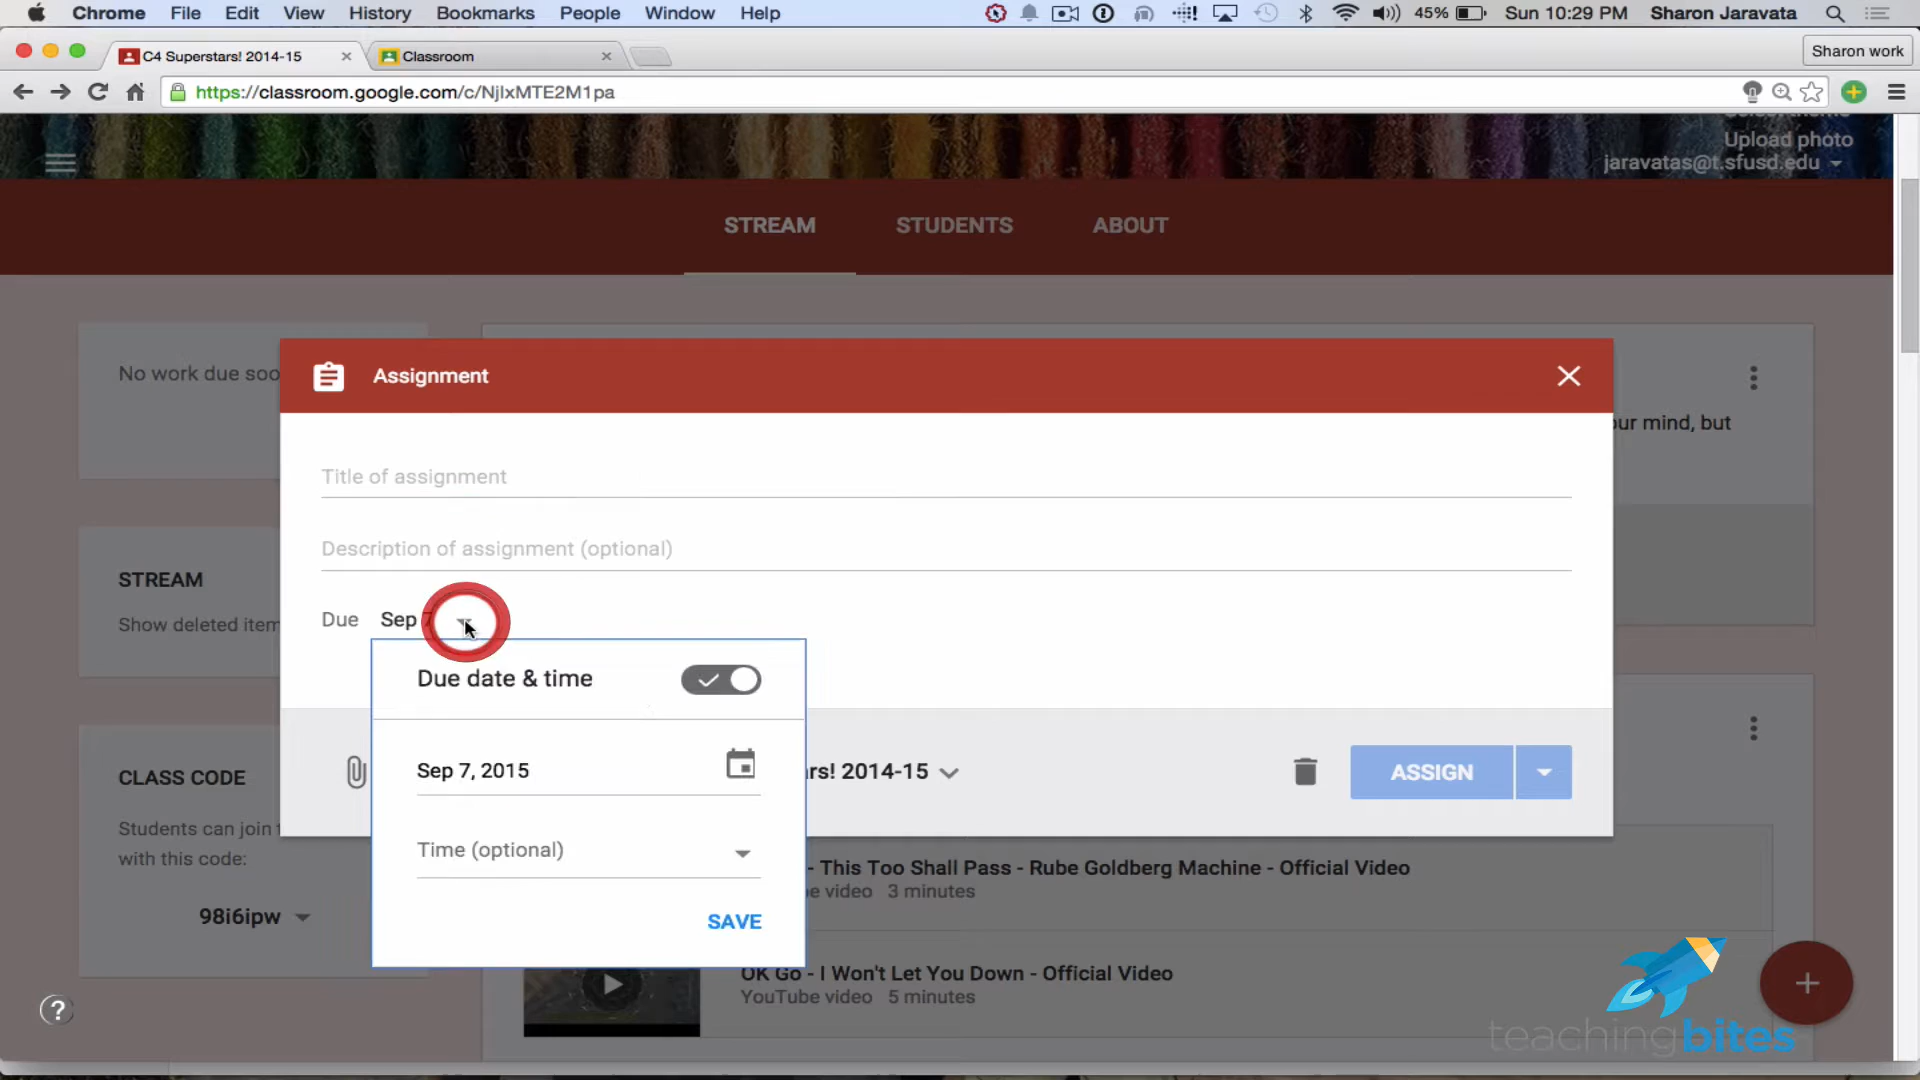 Chrome File Edit View History Bookmarks People Window Help 45% Sun 10:29 PM Sharon Jaravata
C4 Superstars! 2014-15 Classroom Sharon work
https://classroom.google.com/c/NjIxMTE2M1pa
Upload photo
jaravatas@t.sfusd.edu
STREAM STUDENTS ABOUT
No work due soo
Assignment
our mind, but
Title of assignment
Description of assignment (optional)
STREAM
Show deleted item
Due Sep 7
Due date & time
Sep 7, 2015
Time (optional)
SAVE
rs! 2014-15
ASSIGN
CLASS CODE
Students can join
with this code:
98i6ipw
- This Too Shall Pass - Rube Goldberg Machine - Official Video
be video 3 minutes
OK Go - I Won't Let You Down - Official Video
YouTube video 5 minutes
?
teachingbites